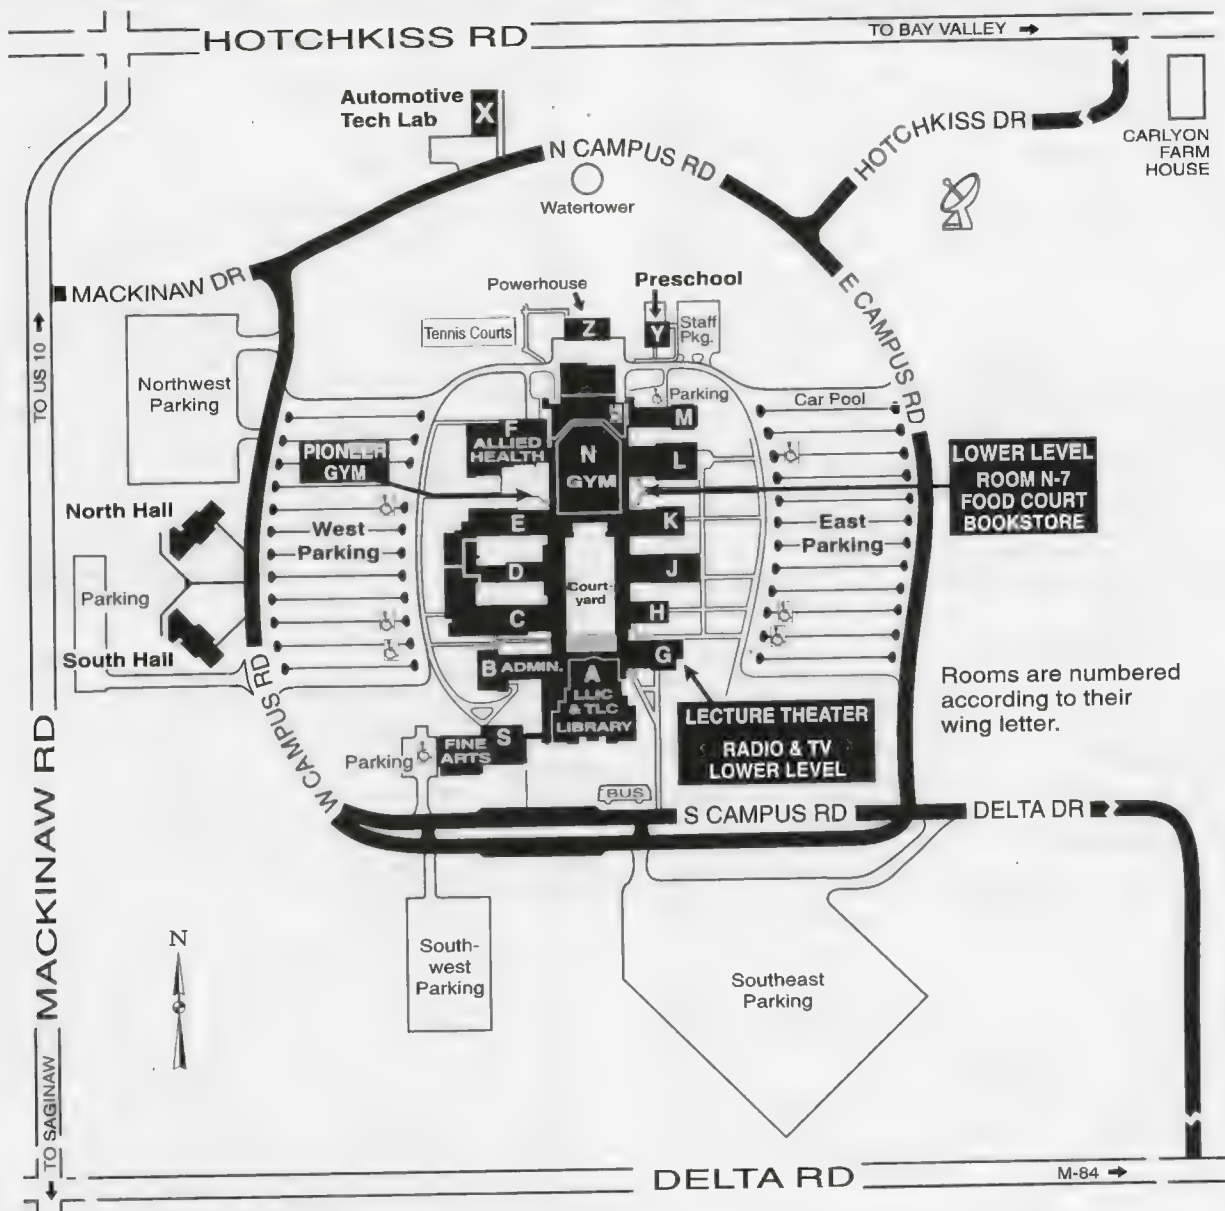 HOTCHKISS RD
TO BAY VALLEY
Automotive
Tech Lab
X
N CAMPUS RD
HOTCHKISS DR
CARLYON
FARM
HOUSE
Watertower
MACKINAW DR
E CAMPUS RD
Powerhouse
Preschool
Tennis Courts
Z
Y
Staff
Pkg.
TO US 10
Northwest
Parking
Parking
Car Pool
M
F
ALLIED
HEALTH
N
GYM
L
PIONEER
GYM
LOWER LEVEL
ROOM N-7
FOOD COURT
BOOKSTORE
North Hall
West
Parking
E
K
East
Parking
D
Court-
yard
J
Parking
C
H
South Hall
B ADMIN.
A
LLIC
& TLC
LIBRARY
G
Rooms are numbered
according to their
wing letter.
LECTURE THEATER
RADIO & TV
LOWER LEVEL
W CAMPUS RD
Parking
FINE
ARTS
S
BUS
S CAMPUS RD
DELTA DR
MACKINAW RD
N
South-
west
Parking
Southeast
Parking
TO SAGINAW
DELTA RD
M-84